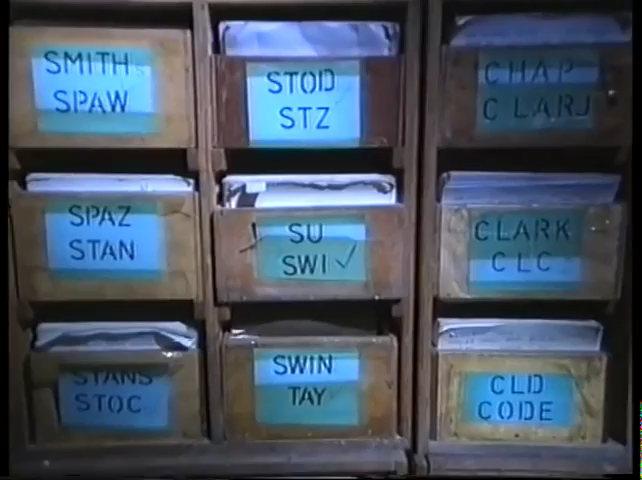 SMITH
SPAW
SPAZ
STAN
STANS
STOC
STOD
STZ
SU
SWI ✓
SWIN
TAY
CHAP
CLARJ
CLARK
CLC
CLD
CODE